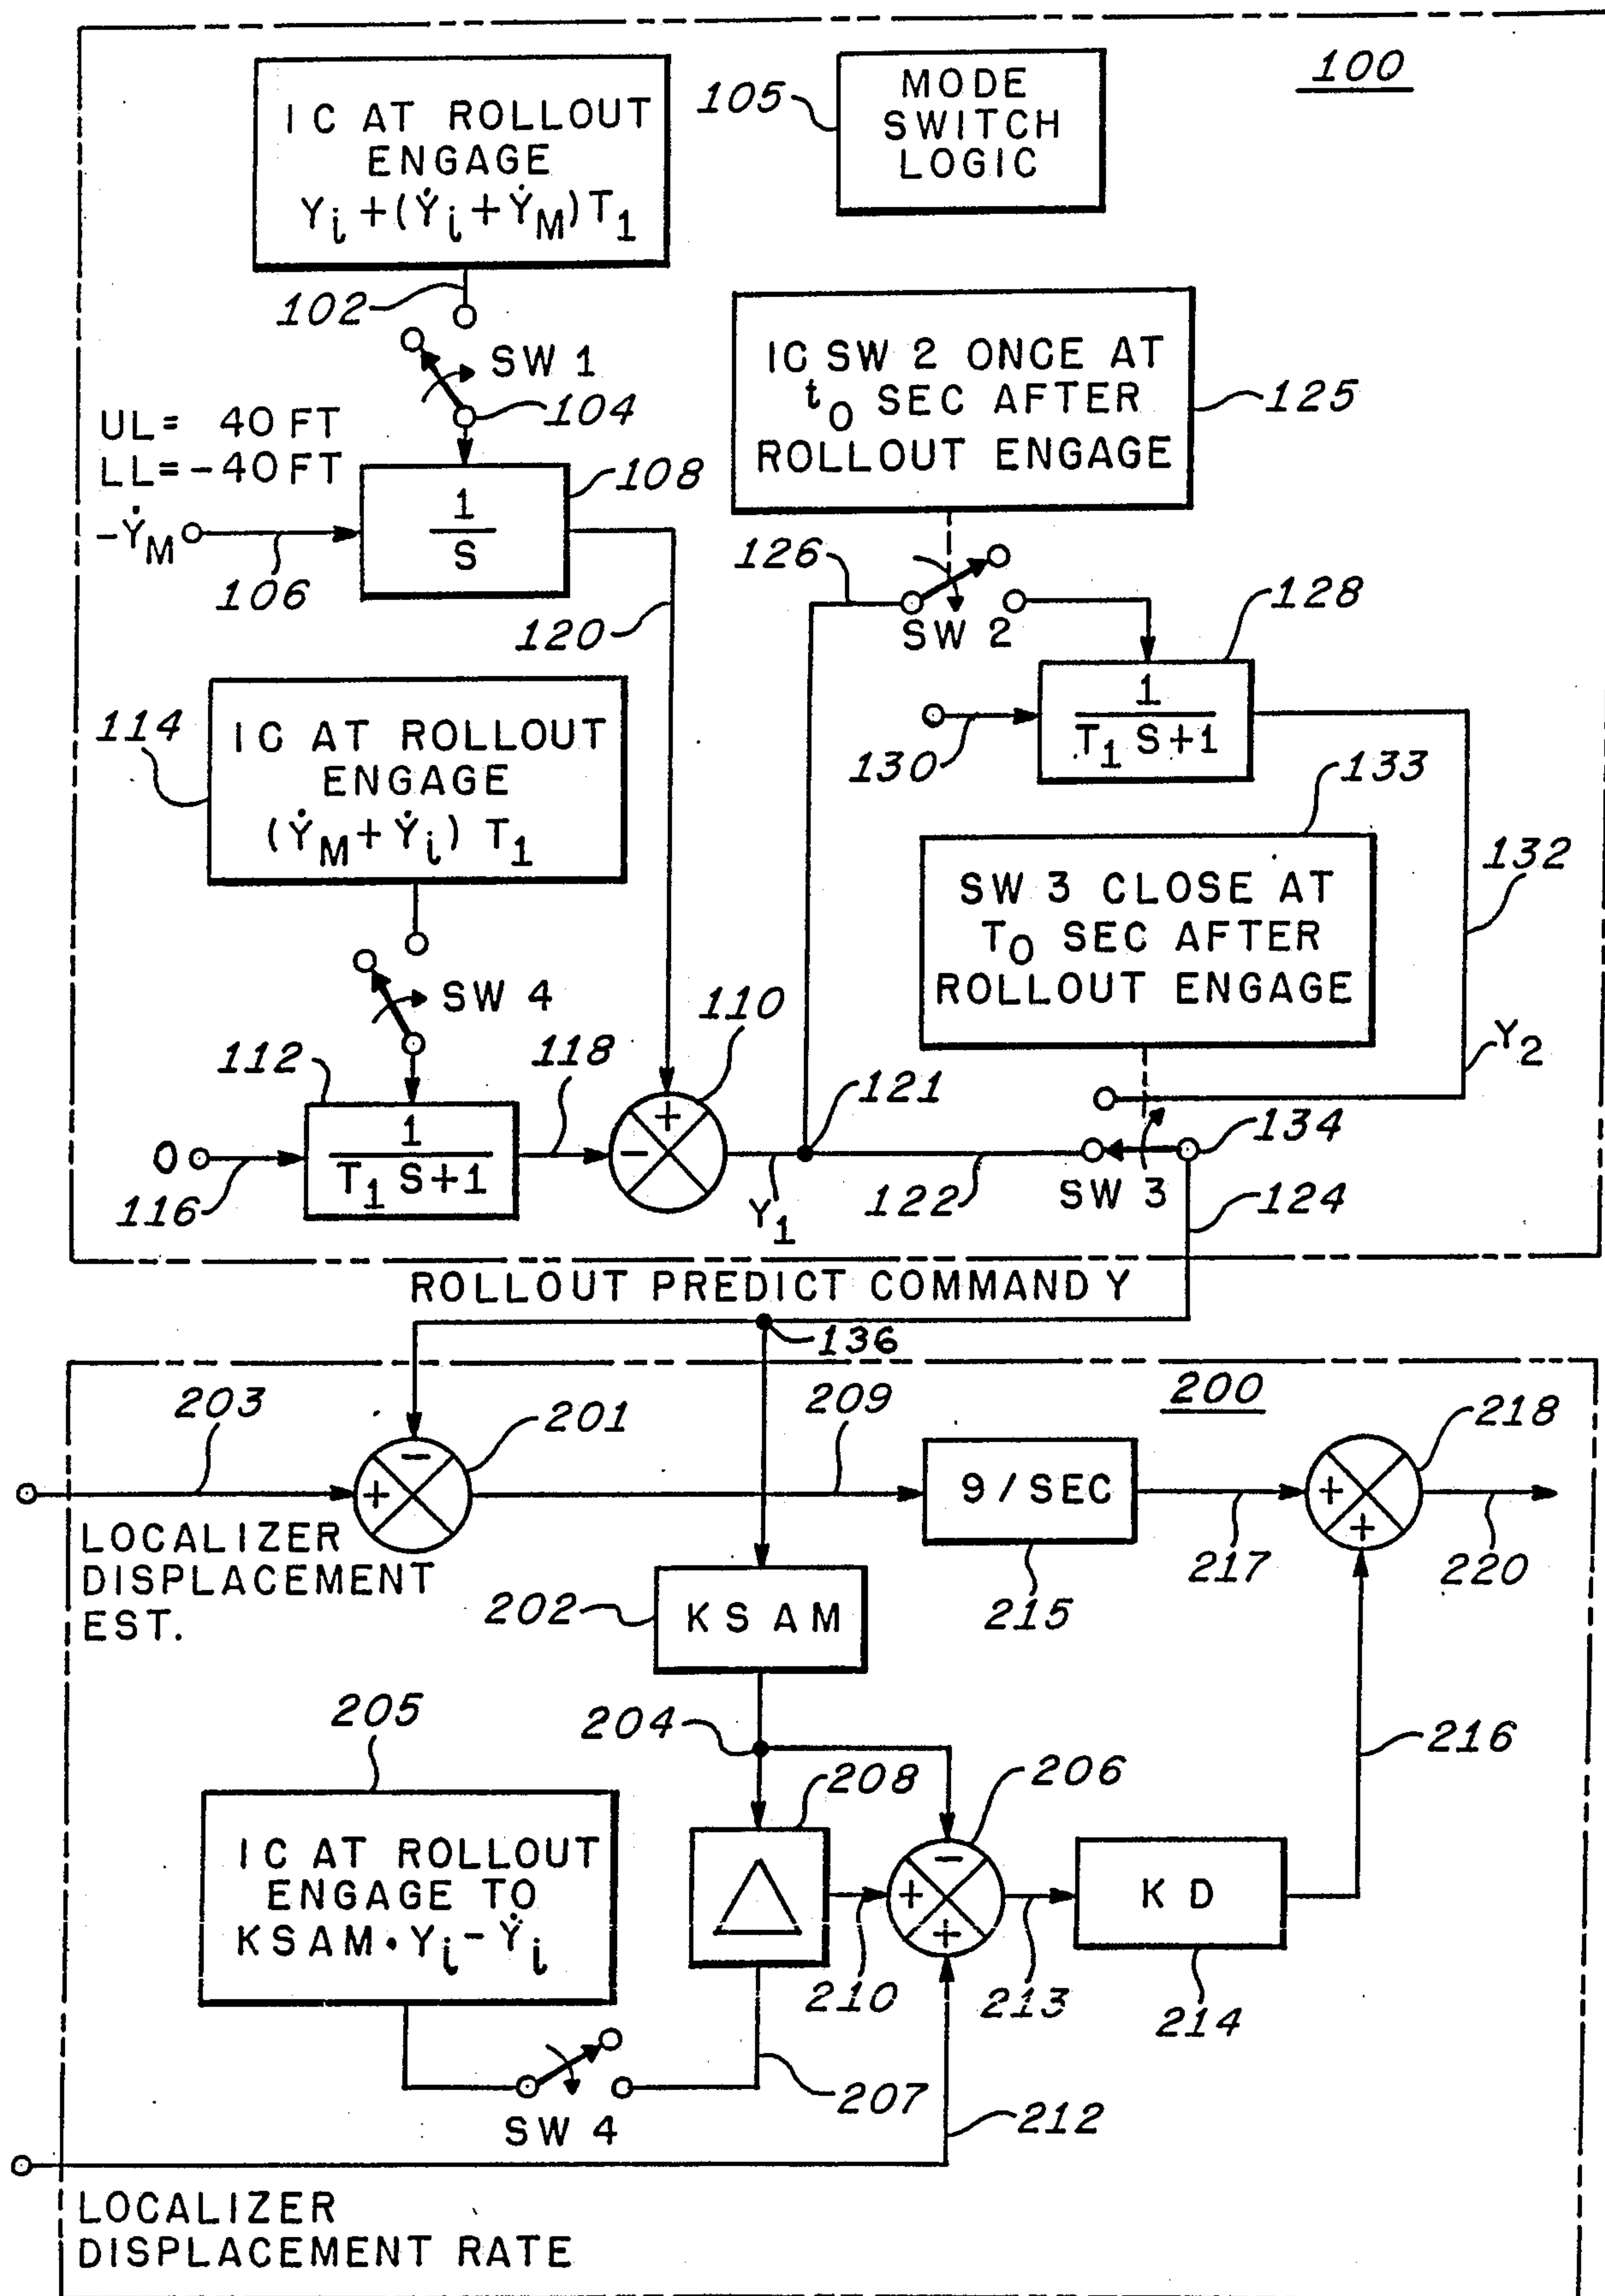 100
I C AT ROLLOUT
ENGAGE
Yi + (Ẏi + ẎM) T1
105
MODE
SWITCH
LOGIC
102
SW 1
104
UL = 40 FT
LL = -40 FT
-ẎM
106
1
S
108
120
IC SW 2 ONCE AT
t0 SEC AFTER
ROLLOUT ENGAGE
125
126
SW 2
128
130
1
T1 S+1
132
114
I C AT ROLLOUT
ENGAGE
(ẎM + Ẏi) T1
133
SW 3 CLOSE AT
T0 SEC AFTER
ROLLOUT ENGAGE
SW 4
110
Y2
112
118
121
134
0
116
1
T1 S+1
+
-
Y1
122
SW 3
124
ROLLOUT PREDICT COMMAND Y
136
200
203
201
209
218
-
+
9 / SEC
+
+
LOCALIZER
DISPLACEMENT
EST.
217
220
215
202
K S A M
204
216
205
208
206
I C AT ROLLOUT
ENGAGE TO
KSAM · Yi - Ẏi
△
-
+
+
K D
210
213
214
SW 4
207
212
LOCALIZER
DISPLACEMENT RATE